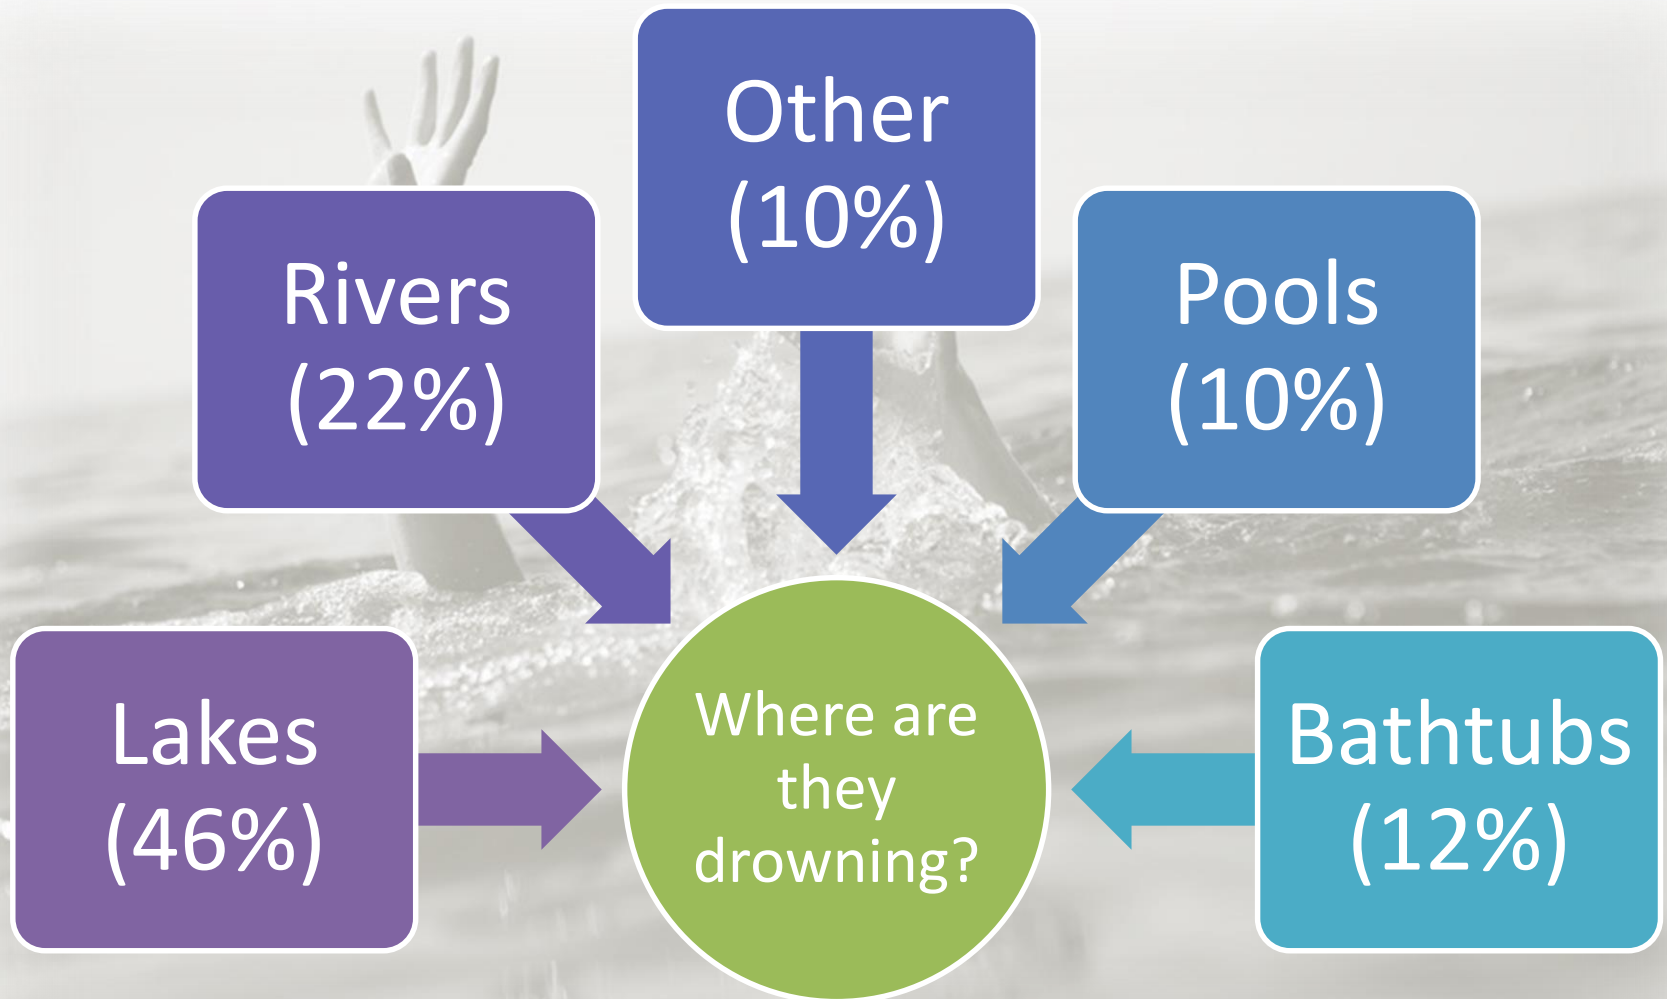 Other
(10%)
Rivers
(22%)
Pools
(10%)
Lakes
(46%)
Where are
they
drowning?
Bathtubs
(12%)